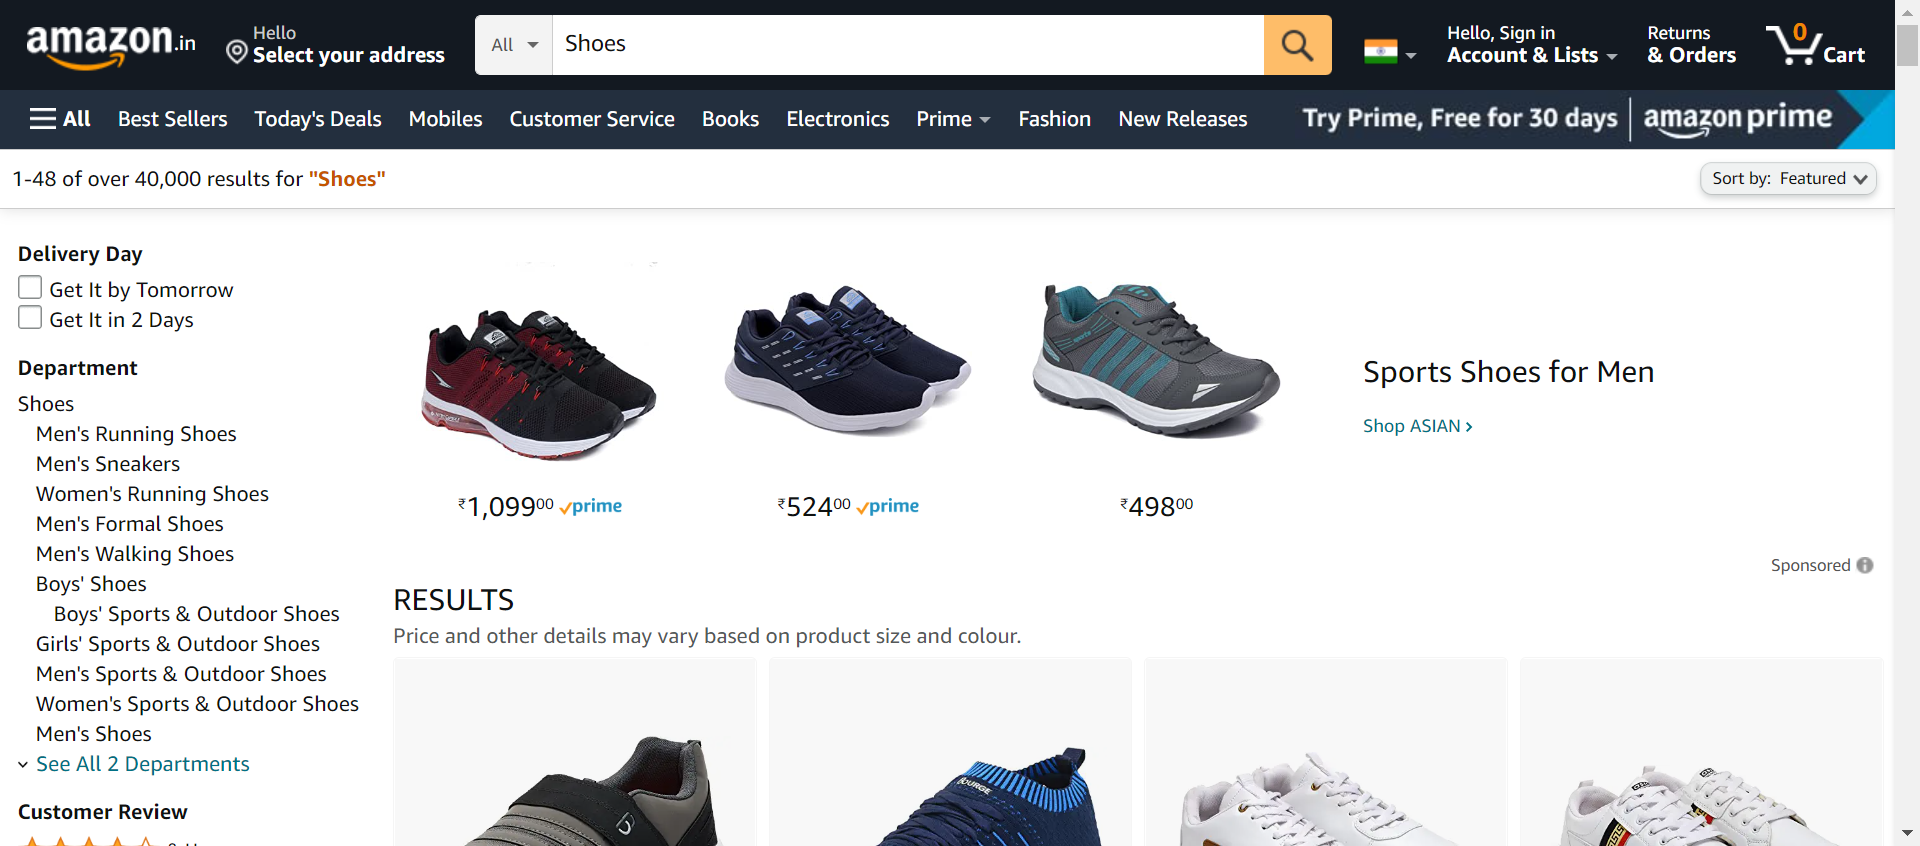 amazon.in
Hello
Select your address
All
Shoes
Hello, Sign in
Account & Lists
Returns
& Orders
0
Cart
All
Best Sellers
Today's Deals
Mobiles
Customer Service
Books
Electronics
Prime
Fashion
New Releases
Try Prime, Free for 30 days
amazon prime
1-48 of over 40,000 results for "Shoes"
Sort by: Featured
Delivery Day
Get It by Tomorrow
Get It in 2 Days
Department
Shoes
Men's Running Shoes
Men's Sneakers
Women's Running Shoes
Men's Formal Shoes
Men's Walking Shoes
Boys' Shoes
Boys' Sports & Outdoor Shoes
Girls' Sports & Outdoor Shoes
Men's Sports & Outdoor Shoes
Women's Sports & Outdoor Shoes
Men's Shoes
See All 2 Departments
Customer Review
₹1,09900 prime
₹52400 prime
₹49800
Sports Shoes for Men
Shop ASIAN ›
Sponsored
RESULTS
Price and other details may vary based on product size and colour.
BOURGE